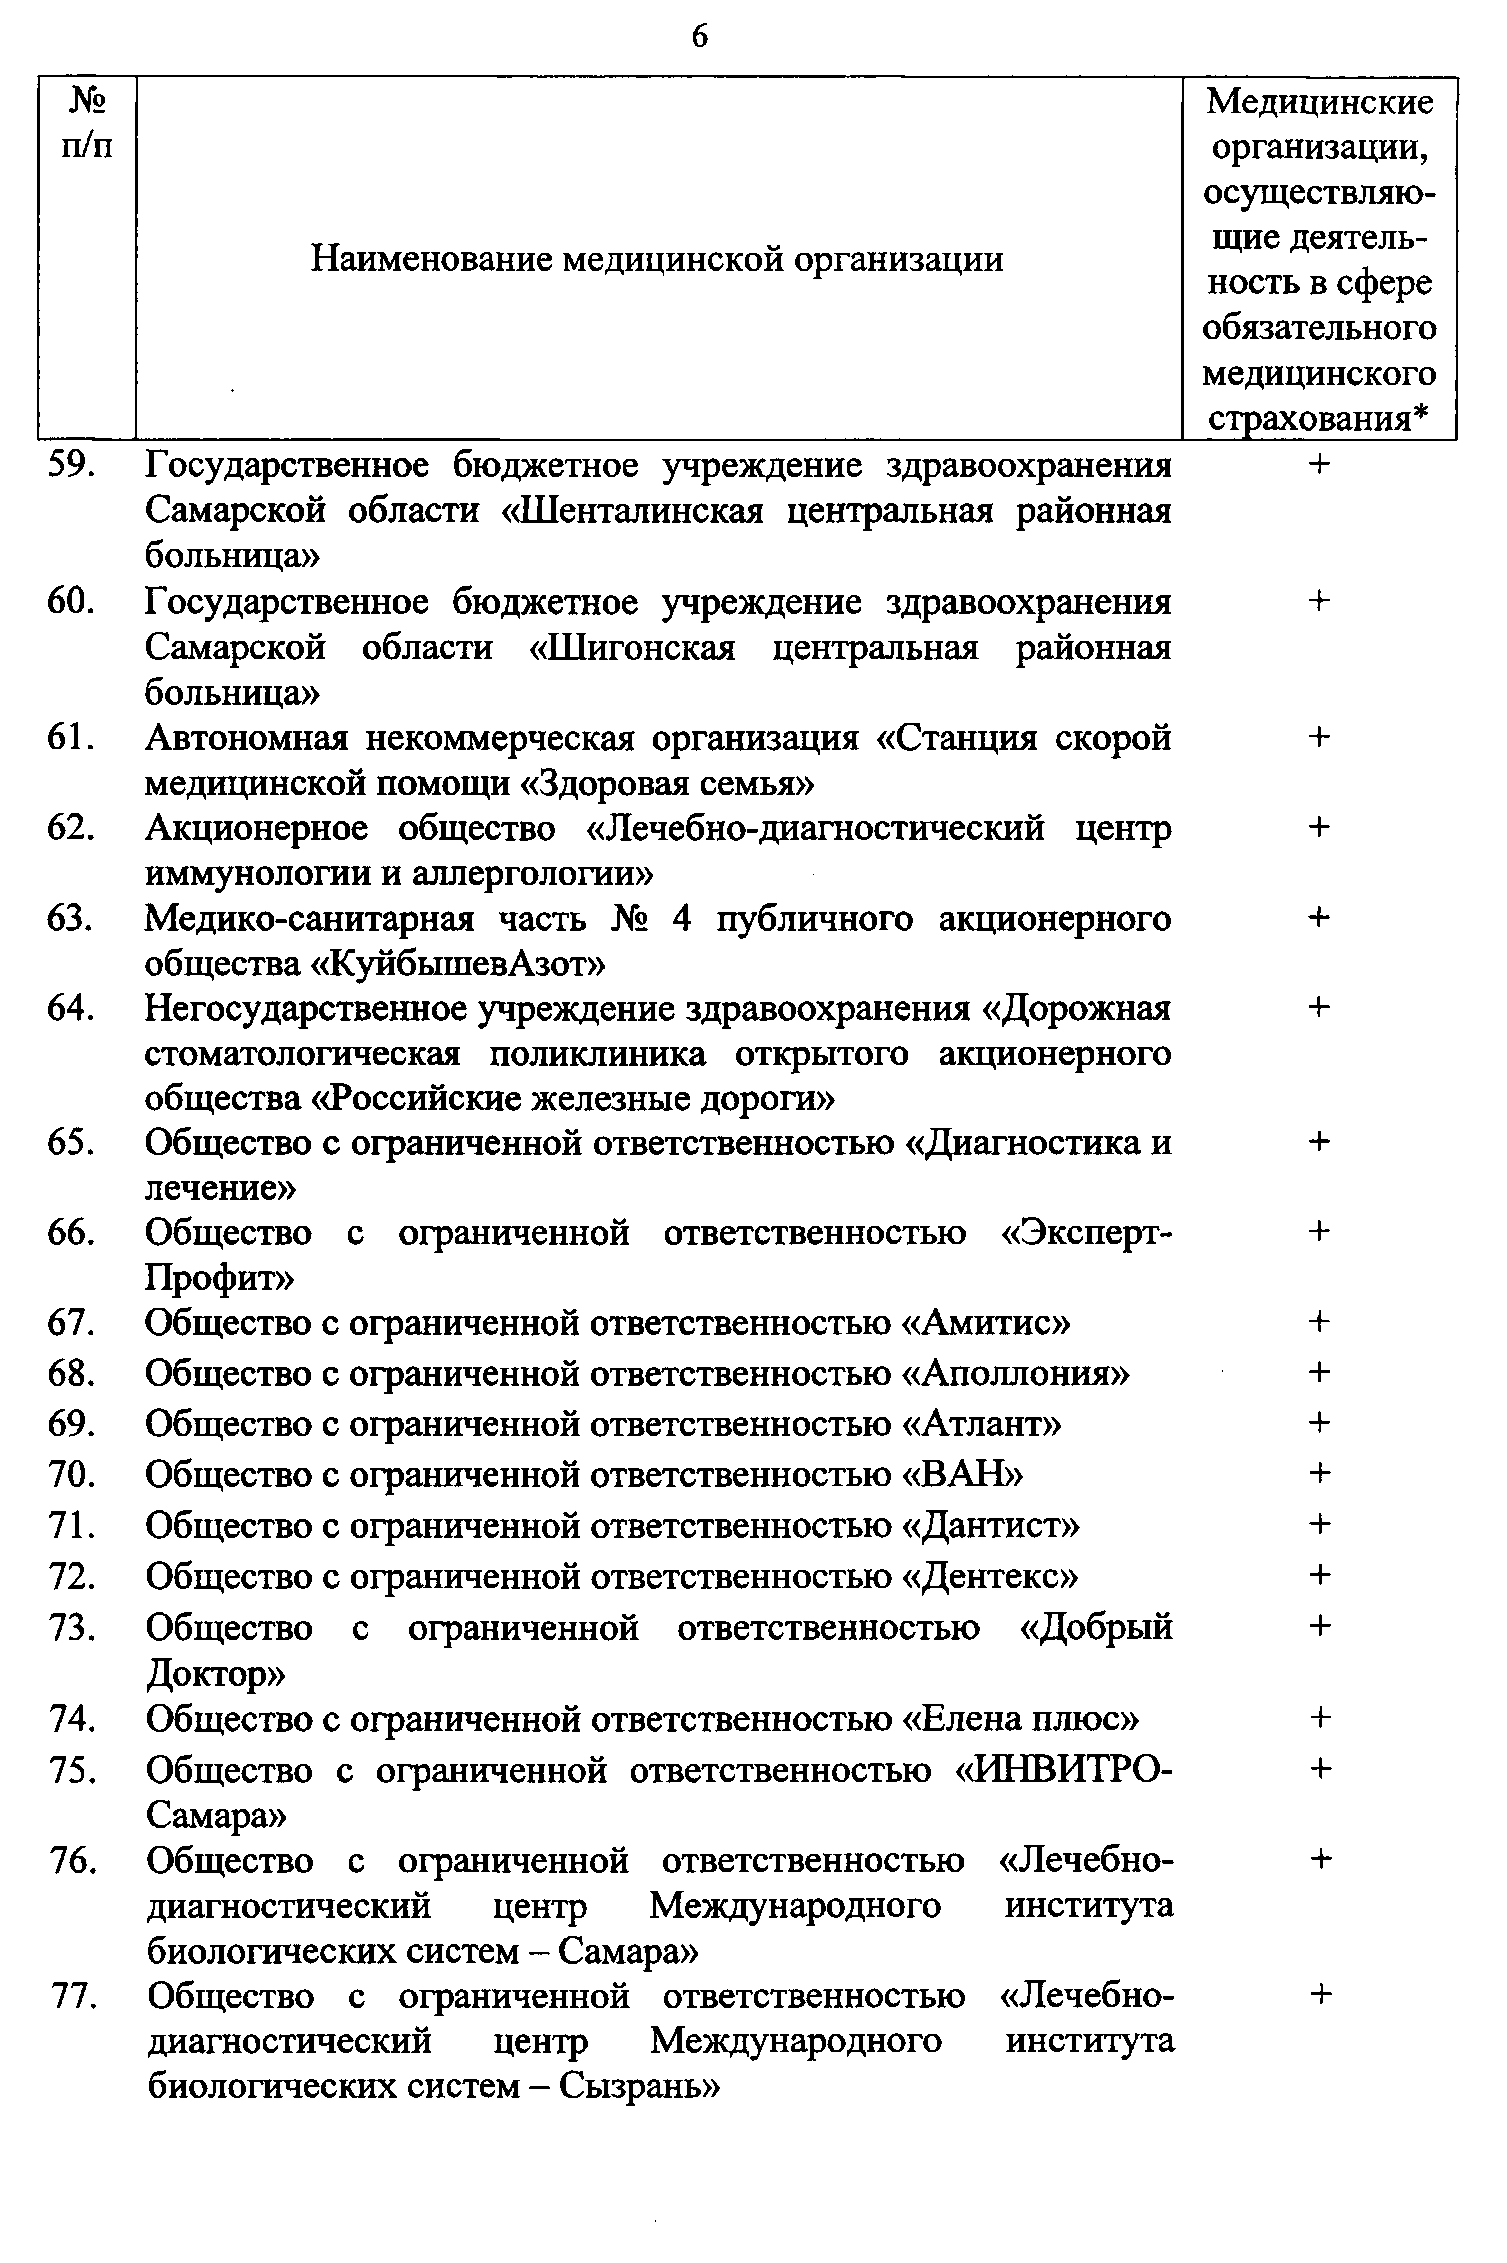 6
№
п/п
Наименование медицинской организации
Медицинские
организации,
осуществляю-
щие деятель-
ность в сфере
обязательного
медицинского
страхования*
59. Государственное бюджетное учреждение здравоохранения +
Самарской области «Шенталинская центральная районная
больница»
60. Государственное бюджетное учреждение здравоохранения +
Самарской области «Шигонская центральная районная
больница»
61. Автономная некоммерческая организация «Станция скорой +
медицинской помощи «Здоровая семья»
62. Акционерное общество «Лечебно-диагностический центр +
иммунологии и аллергологии»
63. Медико-санитарная часть № 4 публичного акционерного +
общества «КуйбышевАзот»
64. Негосударственное учреждение здравоохранения «Дорожная +
стоматологическая поликлиника открытого акционерного
общества «Российские железные дороги»
65. Общество с ограниченной ответственностью «Диагностика и +
лечение»
66. Общество с ограниченной ответственностью «Эксперт- +
Профит»
67. Общество с ограниченной ответственностью «Амитис» +
68. Общество с ограниченной ответственностью «Аполлония» +
69. Общество с ограниченной ответственностью «Атлант» +
70. Общество с ограниченной ответственностью «ВАН» +
71. Общество с ограниченной ответственностью «Дантист» +
72. Общество с ограниченной ответственностью «Дентекс» +
73. Общество с ограниченной ответственностью «Добрый +
Доктор»
74. Общество с ограниченной ответственностью «Елена плюс» +
75. Общество с ограниченной ответственностью «ИНВИТРО- +
Самара»
76. Общество с ограниченной ответственностью «Лечебно- +
диагностический центр Международного института
биологических систем – Самара»
77. Общество с ограниченной ответственностью «Лечебно- +
диагностический центр Международного института
биологических систем – Сызрань»